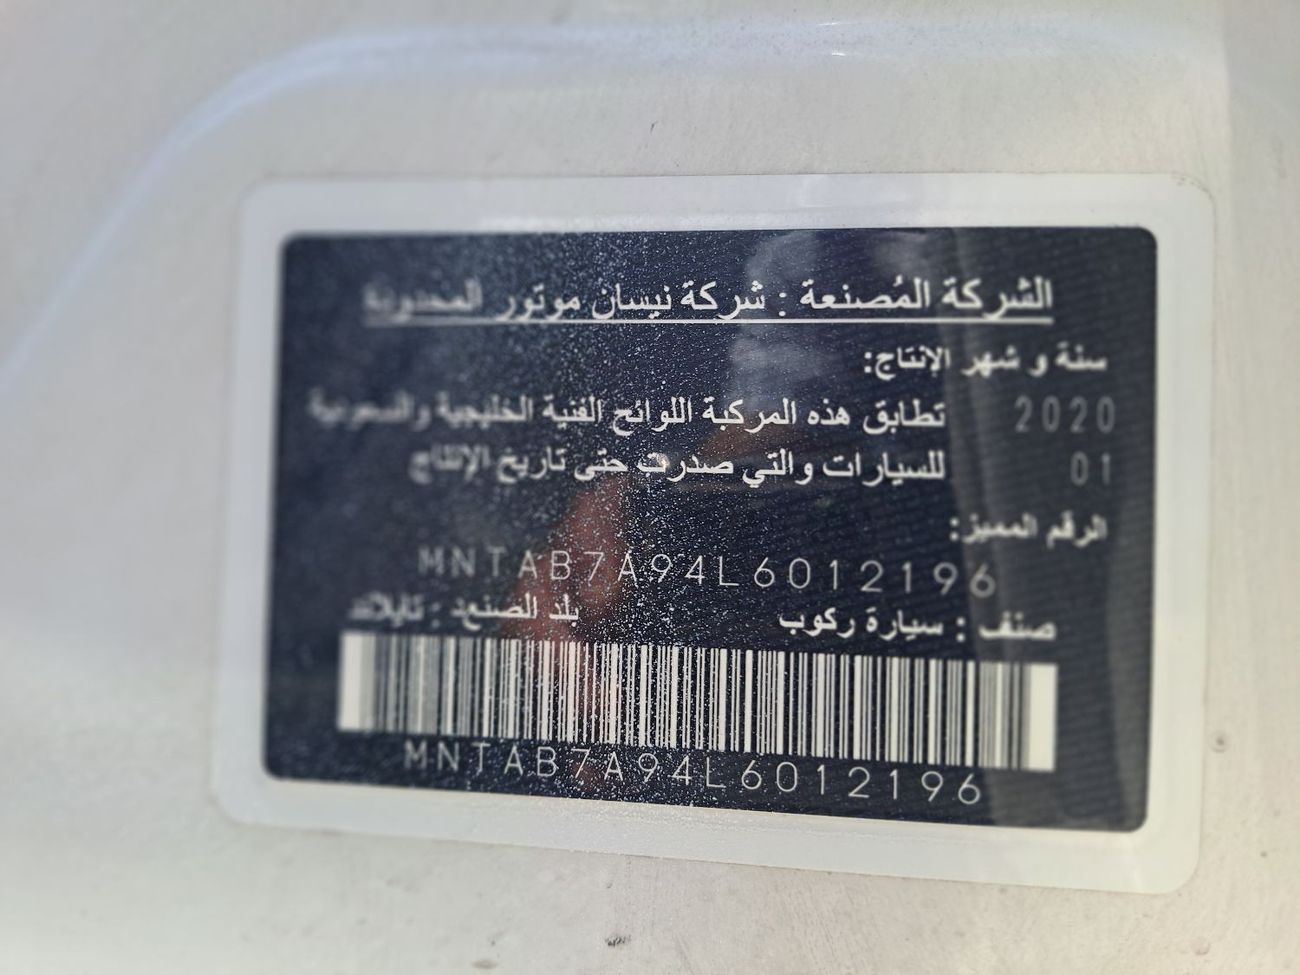 الشركة المُصنعة : شركة نيسان موتور المحدودة
سنة و شهر الإنتاج:
2020 تطابق هذه المركبة اللوائح الفنية الخليجية والسعودية
01 للسيارات والتي صدرت حتى تاريخ الإنتاج
الرقم المميز:
MNTAB7A94L6012196
صنف : سيارة ركوب بلد الصنع : تايلاند
MNTAB7A94L6012196